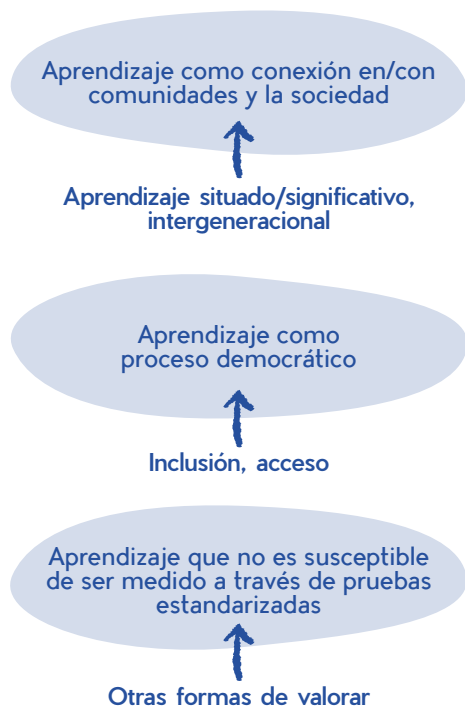 Aprendizaje como conexión en/con
comunidades y la sociedad
Aprendizaje situado/significativo,
intergeneracional
Aprendizaje como
proceso democrático
Inclusión, acceso
Aprendizaje que no es susceptible
de ser medido a través de pruebas
estandarizadas
Otras formas de valorar